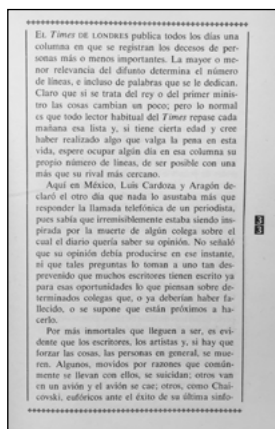 EL Times DE LONDRES publica todos los días una
columna en que se registran los decesos de per-
sonas más o menos importantes. La mayor o me-
nor relevancia del difunto determina el número
de líneas, e incluso de palabras que se le dedican.
Claro que si se trata del rey o del primer minis-
tro las cosas cambian un poco; pero lo normal
es que todo lector habitual del Times repase cada
mañana esa lista y, si tiene cierta edad y cree
haber realizado algo que valga la pena en esta
vida, espere ocupar algún día en esa columna su
propio número de líneas, de ser posible con una
más que su rival más cercano.
Aquí en México, Luis Cardoza y Aragón de-
claró el otro día que nada lo asustaba más que
responder la llamada telefónica de un periodista,
pues sabía que irremisiblemente estaba siendo ins-
pirada por la muerte de algún colega sobre el
cual el diario quería saber su opinión. No señaló
que su opinión debía producirse en ese instante,
ni que tales preguntas lo toman a uno tan des-
prevenido que muchos escritores tienen escrito ya
para esas oportunidades lo que piensan sobre de-
terminados colegas que, o ya deberían haber fa-
llecido, o se supone que están próximos a ha-
cerlo.
Por más inmortales que lleguen a ser, es evi-
dente que los escritores, los artistas y, si hay que
forzar las cosas, las personas en general, se mue-
ren. Algunos, movidos por razones que común-
mente se llevan con ellos, se suicidan; otros van
en un avión y el avión se cae; otros, como Chai-
covski, eufóricos ante el éxito de su última sinfo-